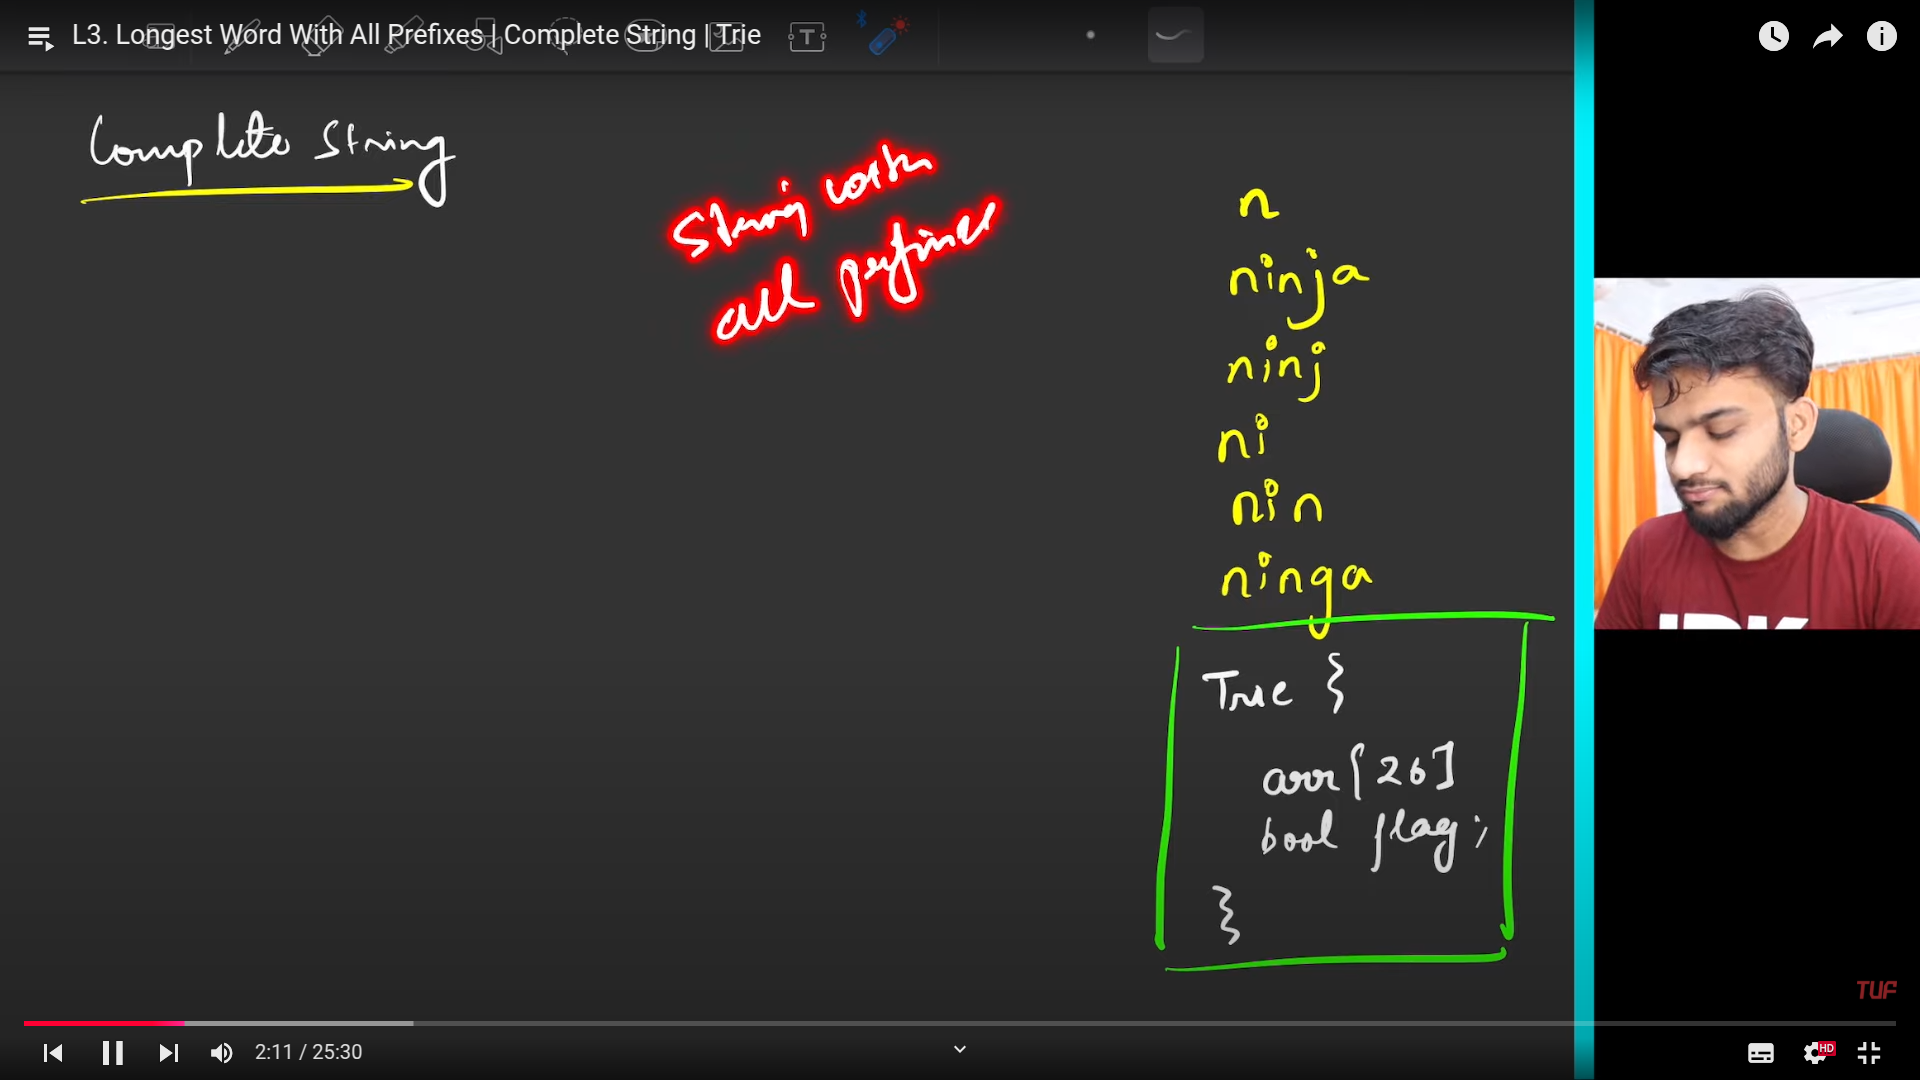 L3. Longest Word With All Prefixes | Complete String | Trie
T
Complete String
String with
all prefixes
n
ninja
ninj
ni
nin
ninga
Trie {
arr[26]
bool flag;
}
TUF
2:11 / 25:30
HD